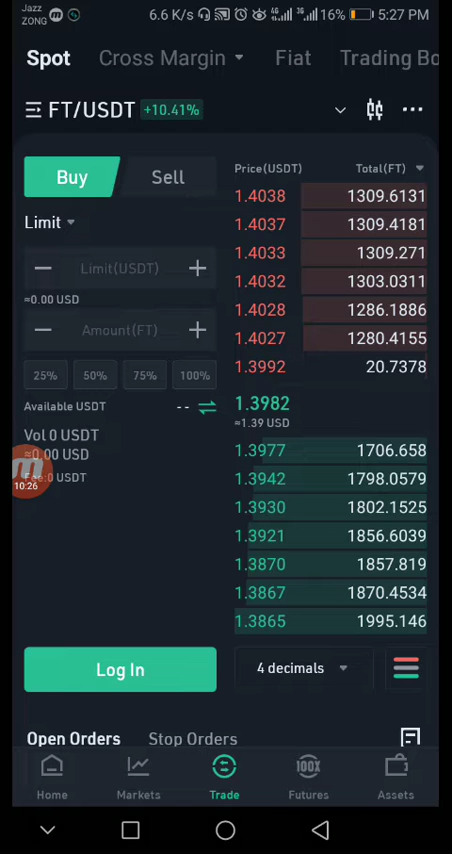 Jazz
ZONG
6.6 K/s 4G 3G 16% 5:27 PM
Spot Cross Margin Fiat Trading Bo
FT/USDT +10.41%
Buy Sell
Price(USDT) Total(FT)
1.4038 1309.6131
Limit
1.4037 1309.4181
1.4033 1309.271
Limit(USDT)
1.4032 1303.0311
≈0.00 USD
1.4028 1286.1886
Amount(FT)
1.4027 1280.4155
1.3992 20.7378
25% 50% 75% 100%
Available USDT --
1.3982
≈1.39 USD
Vol 0 USDT
≈0.00 USD
1.3977 1706.658
Fee:0 USDT
10:26
1.3942 1798.0579
1.3930 1802.1525
1.3921 1856.6039
1.3870 1857.819
1.3867 1870.4534
1.3865 1995.146
Log In
4 decimals
Open Orders Stop Orders
100X
Home Markets Trade Futures Assets